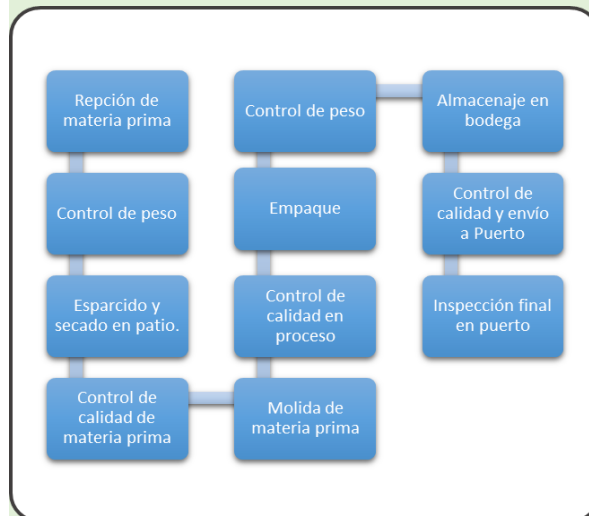 Repción de
materia prima
Control de peso
Esparcido y
secado en patio.
Control de
calidad de
materia prima
Molida de
materia prima
Control de
calidad en
proceso
Empaque
Control de peso
Almacenaje en
bodega
Control de
calidad y envío
a Puerto
Inspección final
en puerto